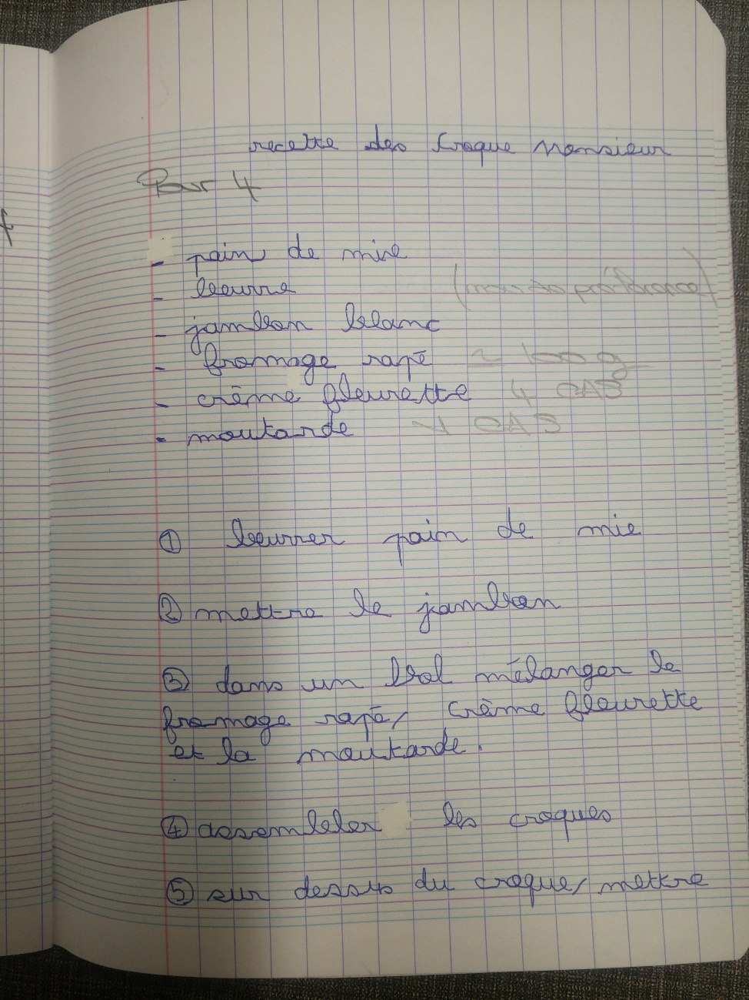 recette des Croque Monsieur
Pour 4
- pain de mie
- beurre
- jambon blanc
- fromage rapé ~ 100 g
- crème fleurette 4 CAS
- moutarde ~1 CAS
① beurrer pain de mie
② mettre le jambon
③ dans un bol mélanger le
fromage rapé, crème fleurette
et la moutarde.
④ assembler les croques
⑤ sur dessus du croque, mettre